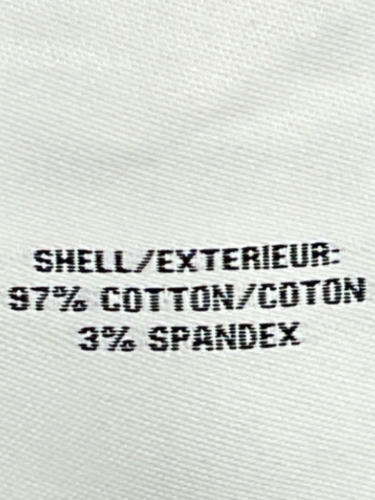 SHELL/EXTERIEUR:
97% COTTON/COTON
3% SPANDEX